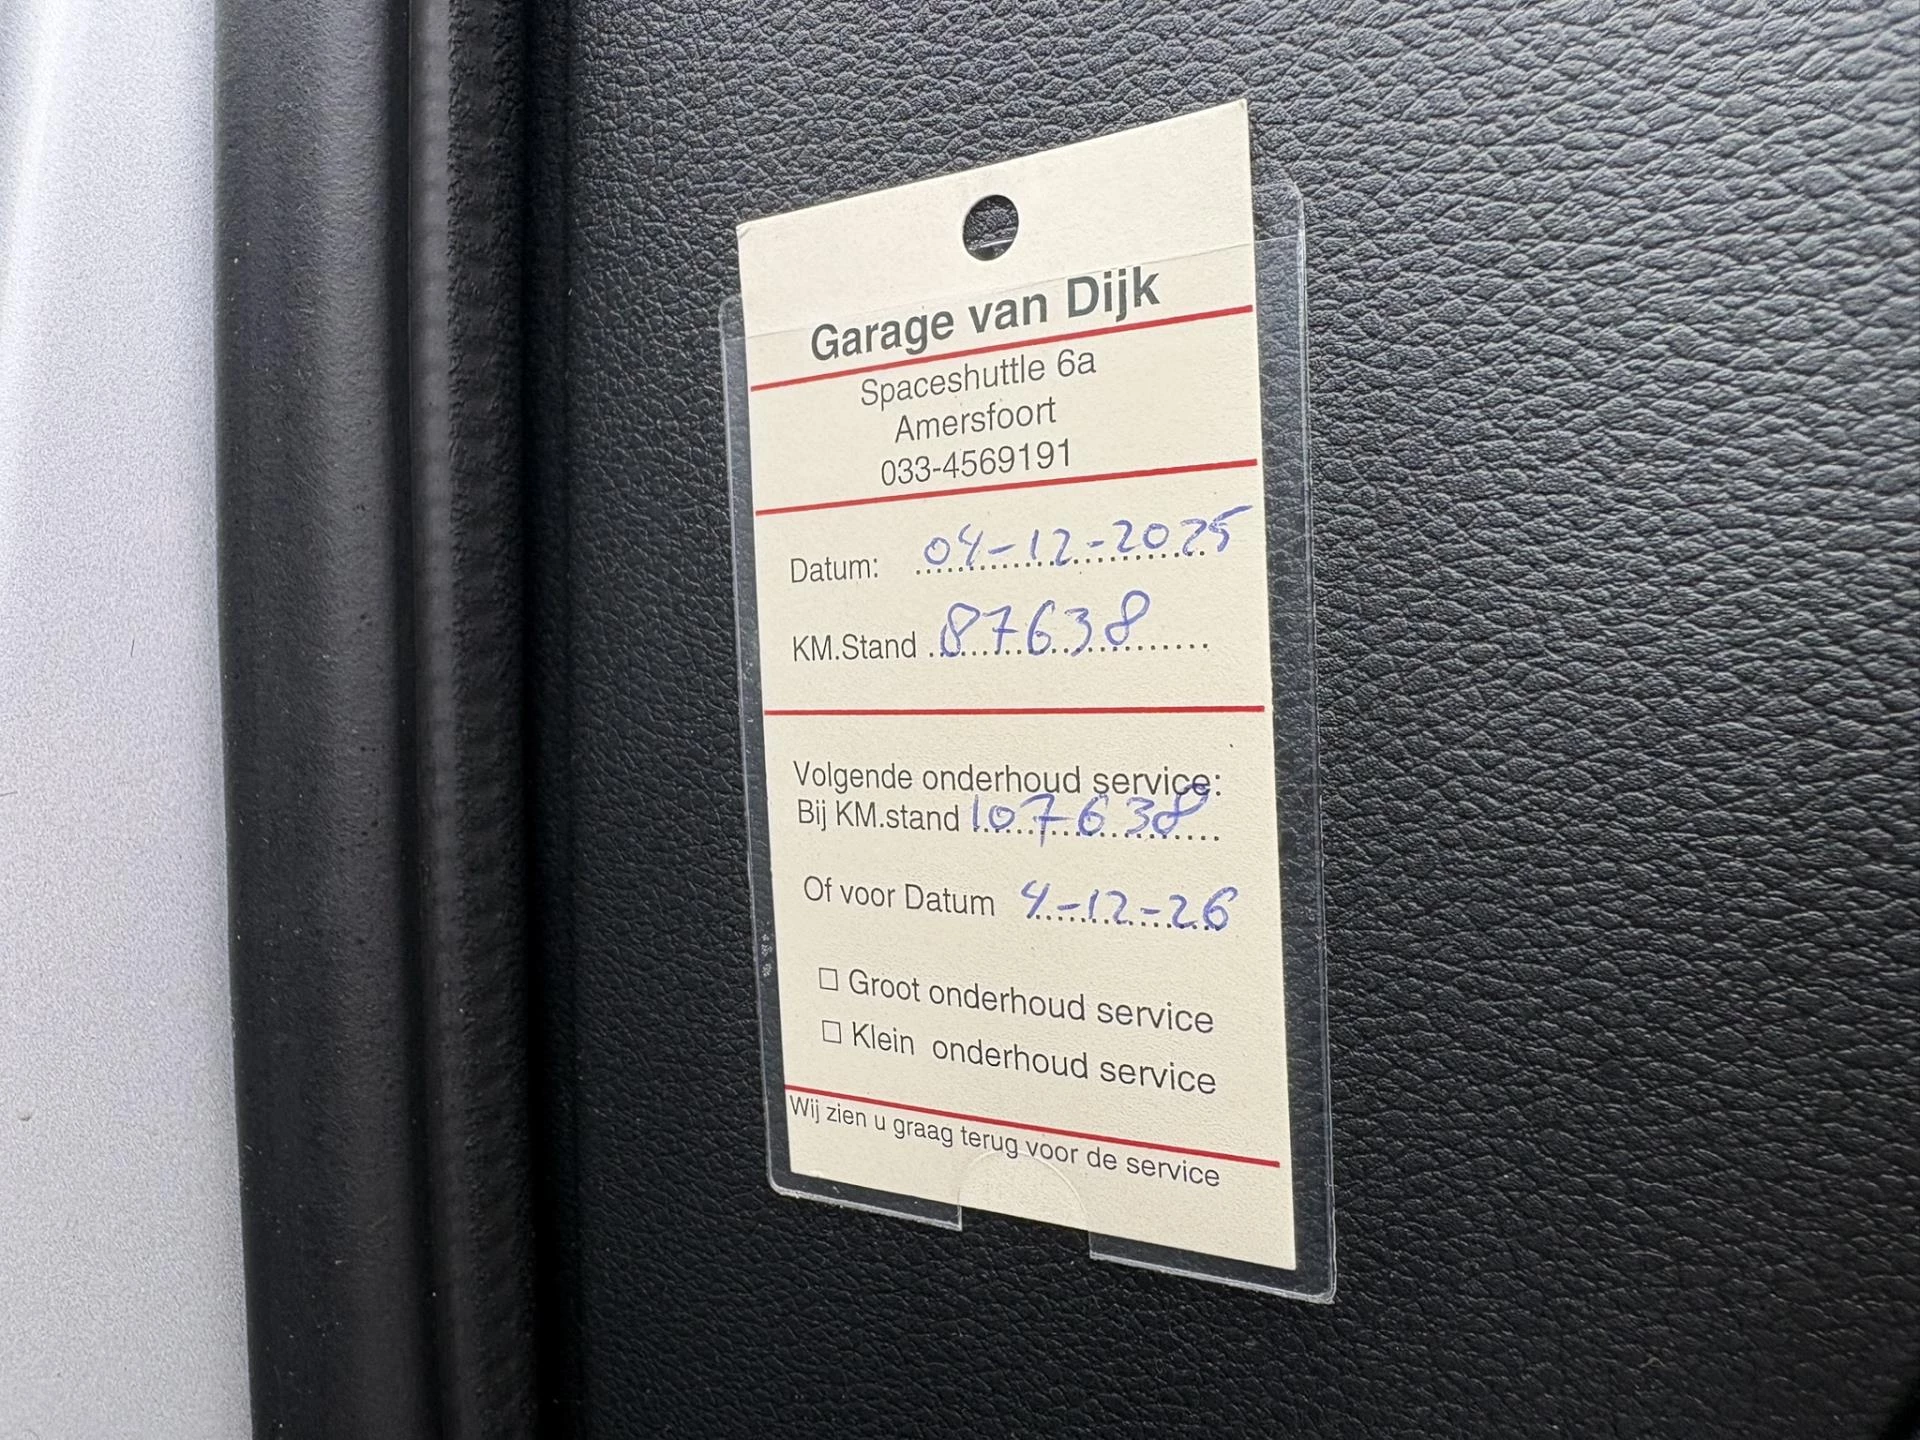 Garage van Dijk
Spaceshuttle 6a
Amersfoort
033-4569191
Datum: 04-12-2025
KM.Stand 87638
Volgende onderhoud service:
Bij KM.stand 107638
Of voor Datum 4-12-26
☐ Groot onderhoud service
☐ Klein onderhoud service
Wij zien u graag terug voor de service